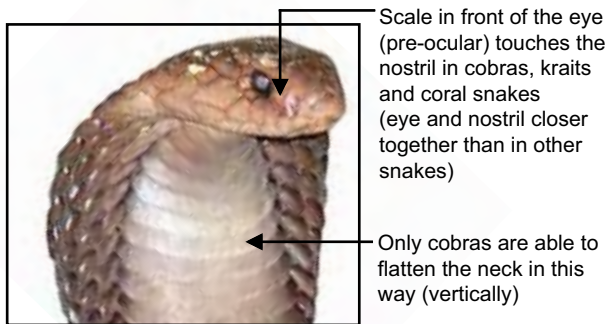 Scale in front of the eye
(pre-ocular) touches the
nostril in cobras, kraits
and coral snakes
(eye and nostril closer
together than in other
snakes)
Only cobras are able to
flatten the neck in this
way (vertically)